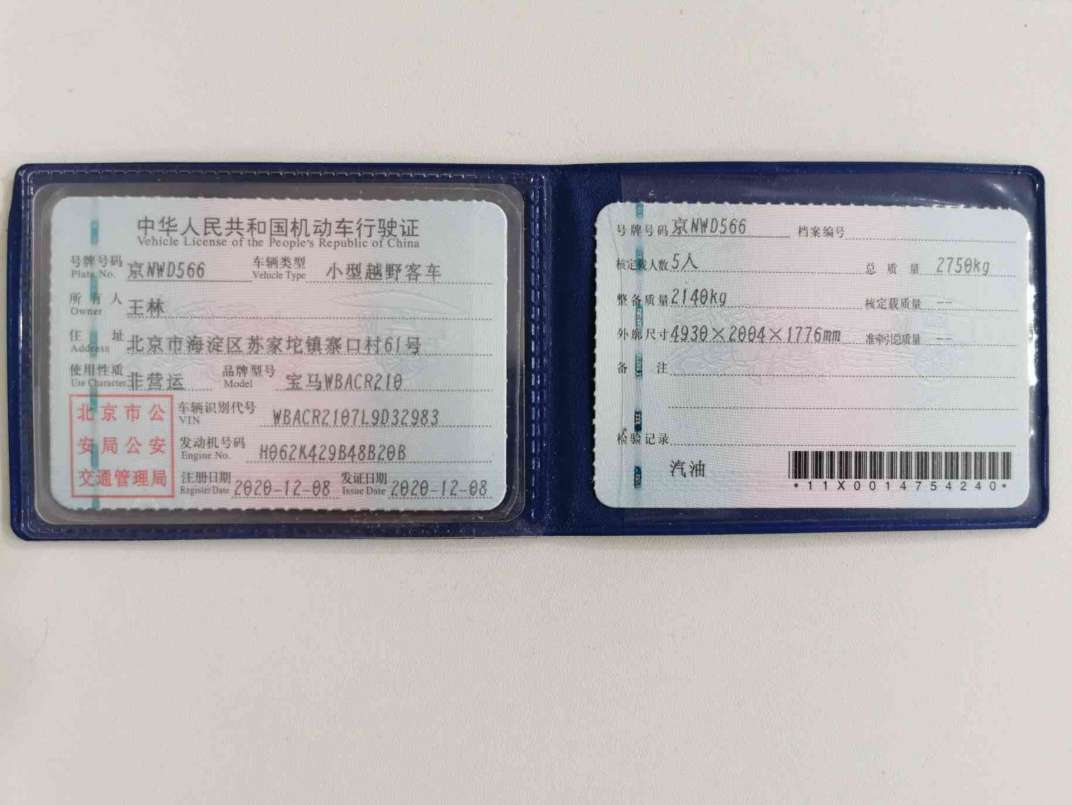 中华人民共和国机动车行驶证
Vehicle License of the People's Republic of China
号牌号码 京NWD566 车辆类型 小型越野客车
Plate No. Vehicle Type
所有人 王林
Owner
住址 北京市海淀区苏家坨镇寨口村61号
Address
使用性质 非营运 品牌型号 宝马WBACR210
Use Character Model
北京市公安局公安交通管理局
车辆识别代号 WBACR2107L9D32983
VIN
发动机号码 H062K429B48B20B
Engine No.
注册日期 2020-12-08 发证日期 2020-12-08
Register Date Issue Date
号牌号码 京NWD566 档案编号
核定载人数 5人 总质量 2750kg
整备质量 2140kg 核定载质量 --
外廓尺寸 4930×2004×1776mm 准牵引总质量 --
备注
检验记录
汽油
*11X0014754240*